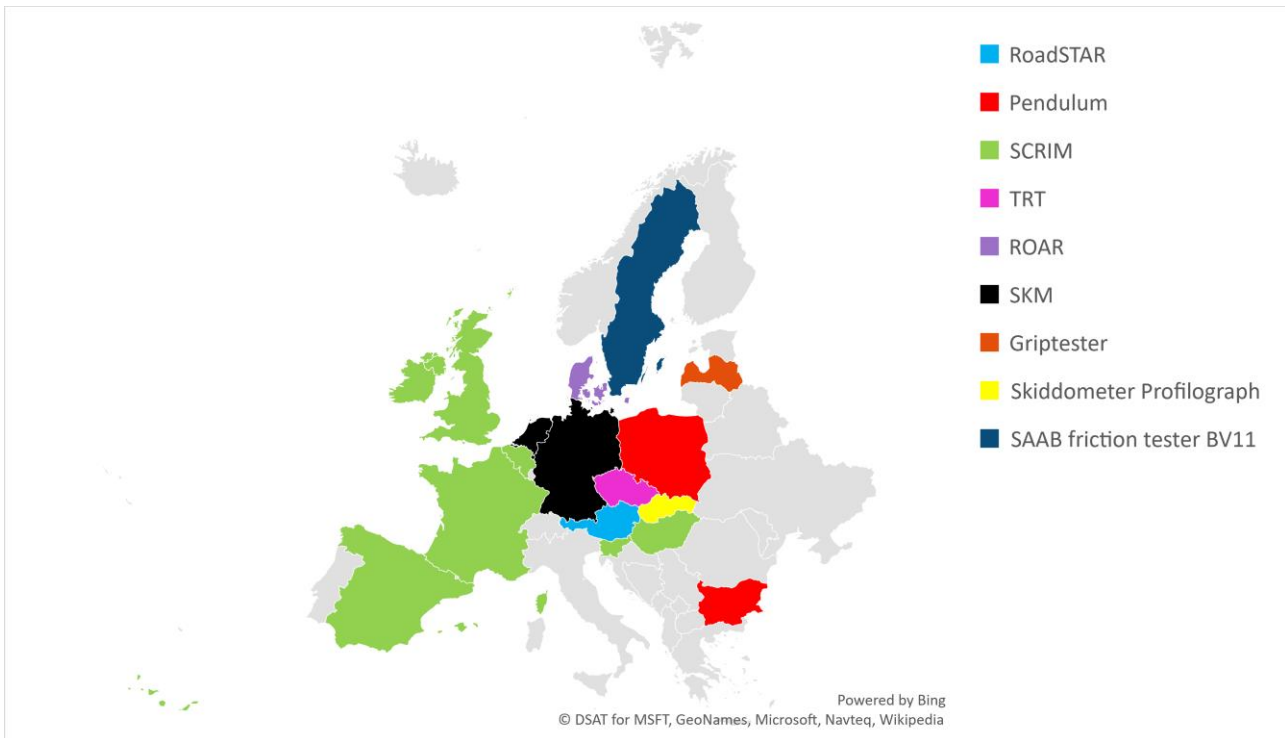 RoadSTAR
Pendulum
SCRIM
TRT
ROAR
SKM
Griptester
Skiddometer Profilograph
SAAB friction tester BV11
Powered by Bing
© DSAT for MSFT, GeoNames, Microsoft, Navteq, Wikipedia